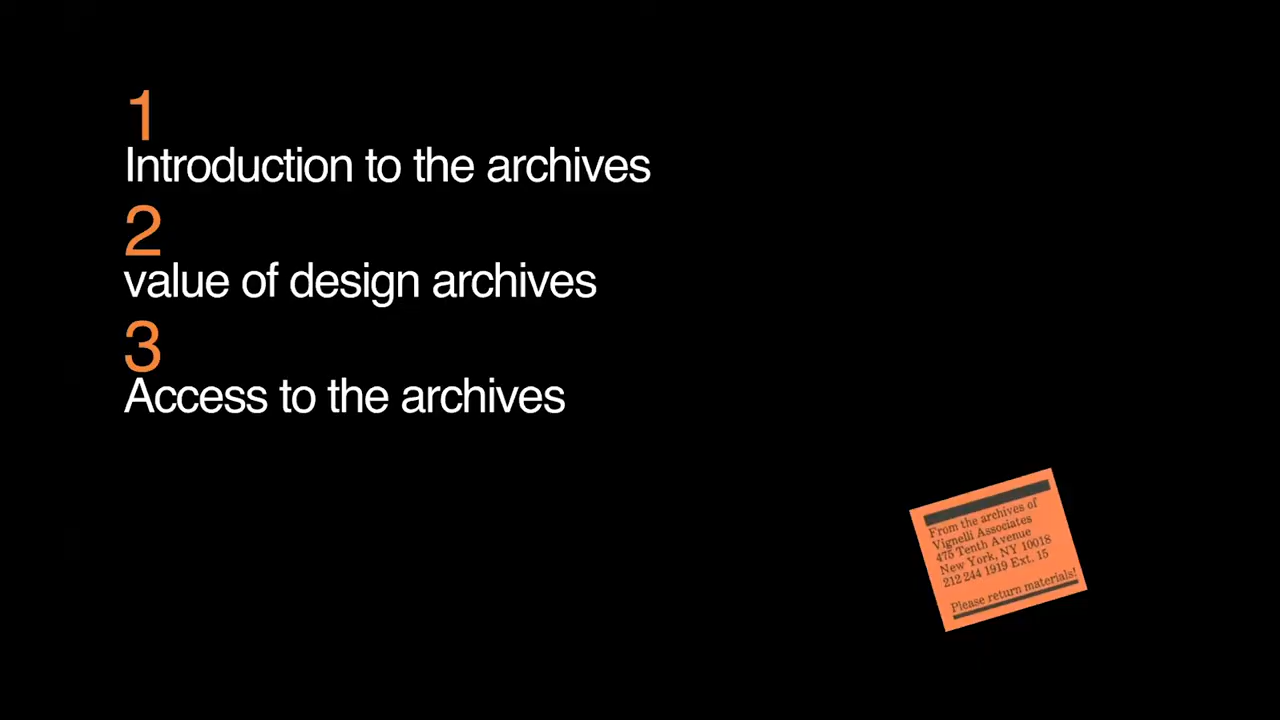 1
Introduction to the archives
2
value of design archives
3
Access to the archives
From the archives of
Vignelli Associates
475 Tenth Avenue
New York, NY 10018
212 244 1919 Ext. 15
Please return materials!